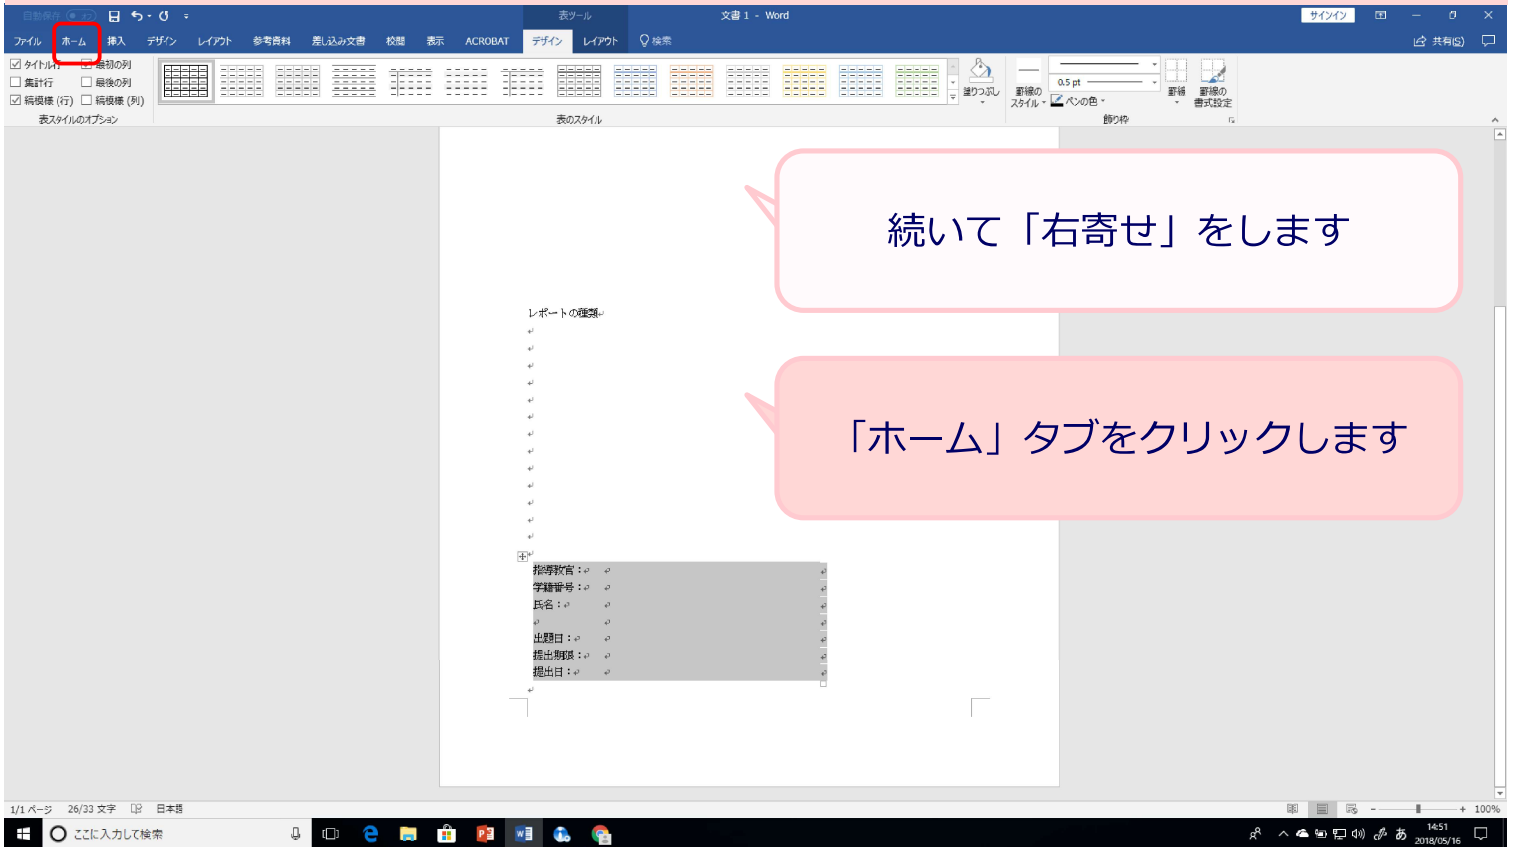 自動保存 オフ
表ツール
文書 1 - Word
サインイン
ファイル ホーム 挿入 デザイン レイアウト 参考資料 差し込み文書 校閲 表示 ACROBAT デザイン レイアウト 検索
共有(S)
タイトル行 最初の列
集計行 最後の列
縞模様 (行) 縞模様 (列)
表スタイルのオプション
表のスタイル
塗りつぶし
罫線の
スタイル
0.5 pt
ペンの色
罫線
罫線の
書式設定
飾り枠
続いて「右寄せ」をします
レポートの種類
「ホーム」タブをクリックします
指導教官：
学籍番号：
氏名：
出題日：
提出期限：
提出日：
1/1 ページ 26/33 文字 日本語
100%
ここに入力して検索
あ
14:51
2018/05/16